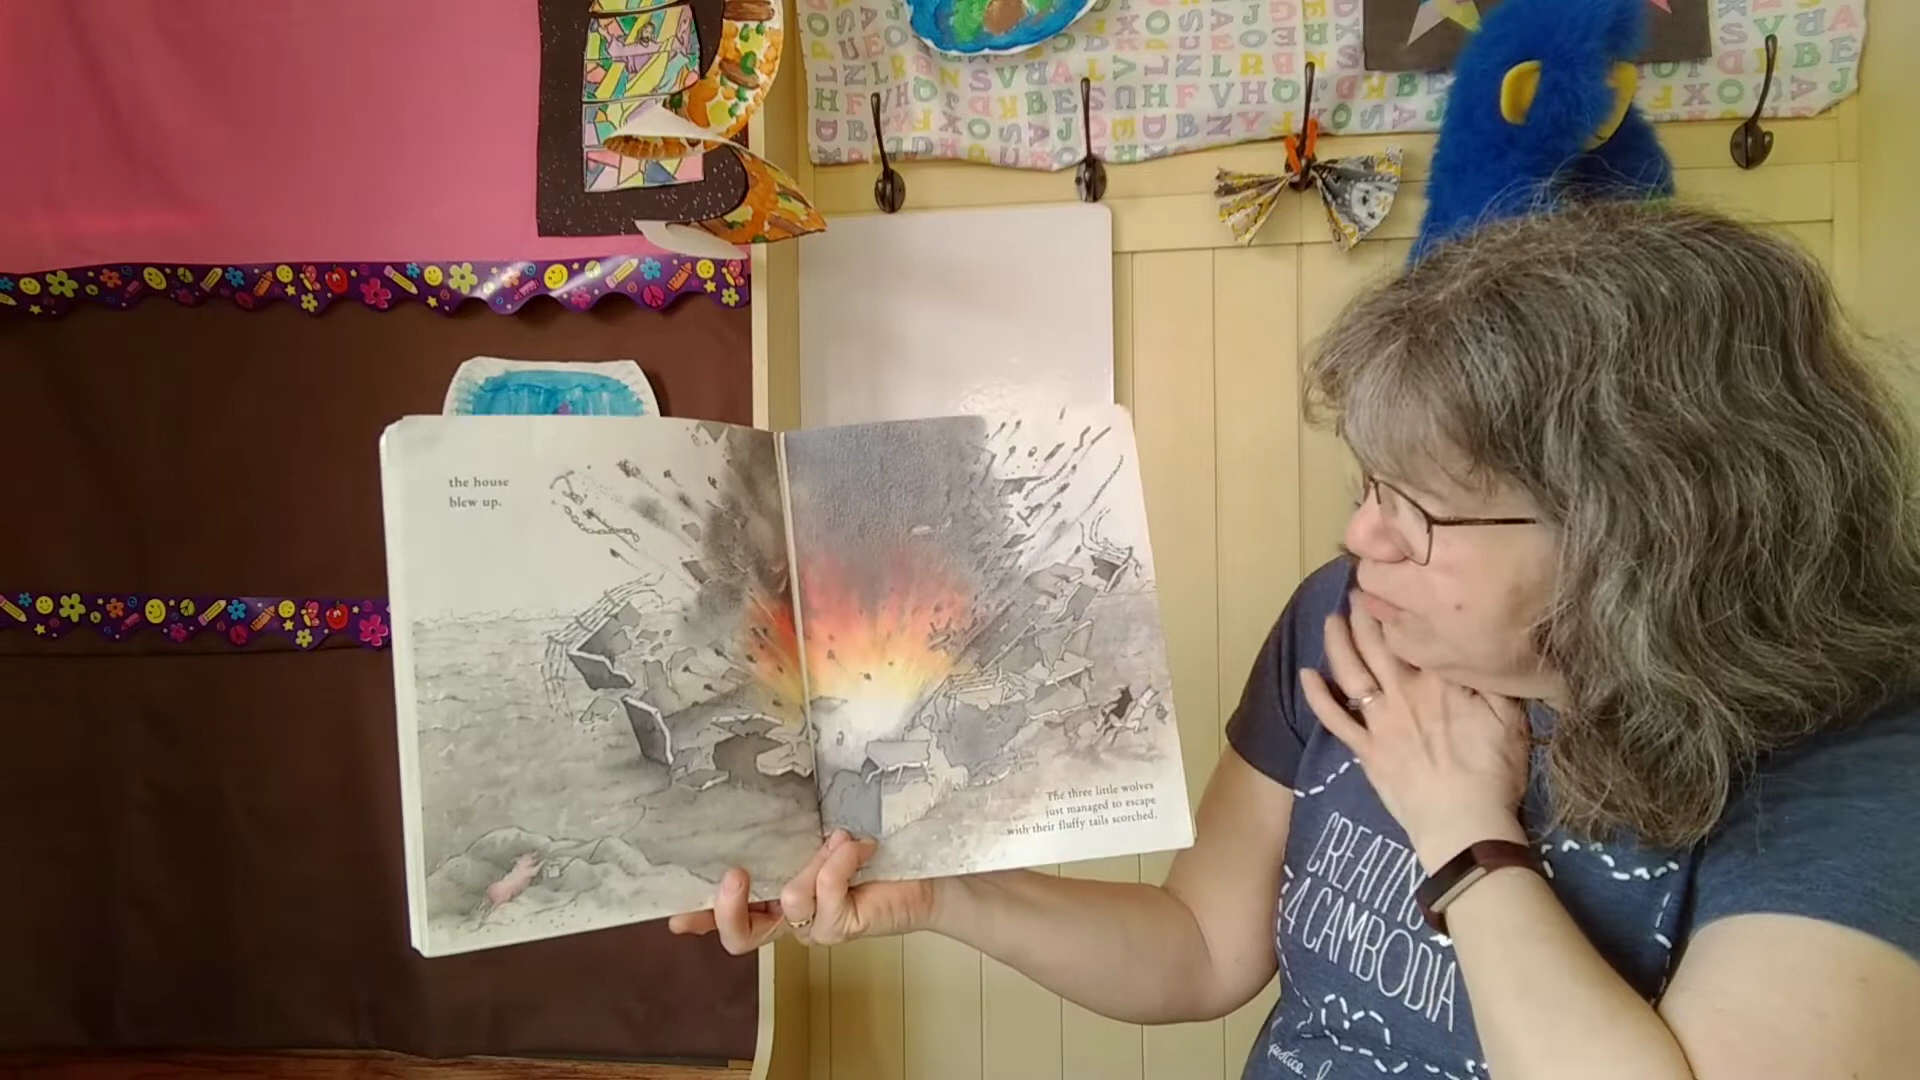 the house
blew up.
The three little wolves
just managed to escape
with their fluffy tails scorched.
CREATING
4 CAMBODIA
justice.